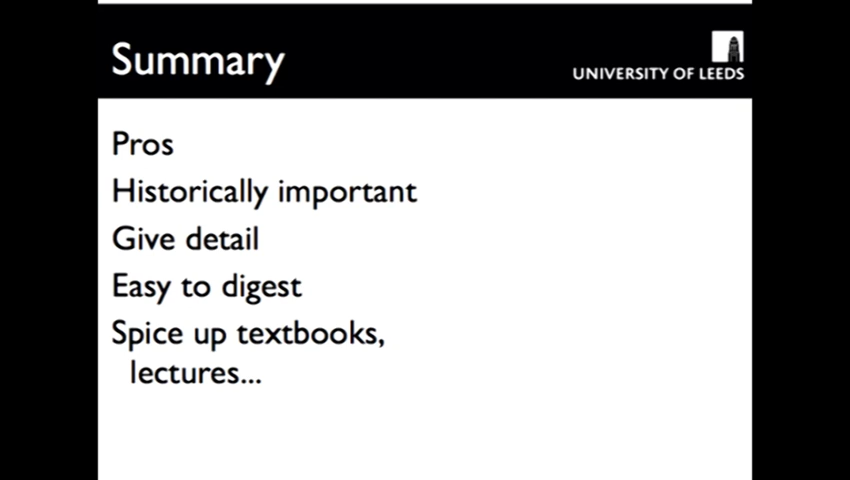 Summary
UNIVERSITY OF LEEDS
Pros
Historically important
Give detail
Easy to digest
Spice up textbooks,
lectures...